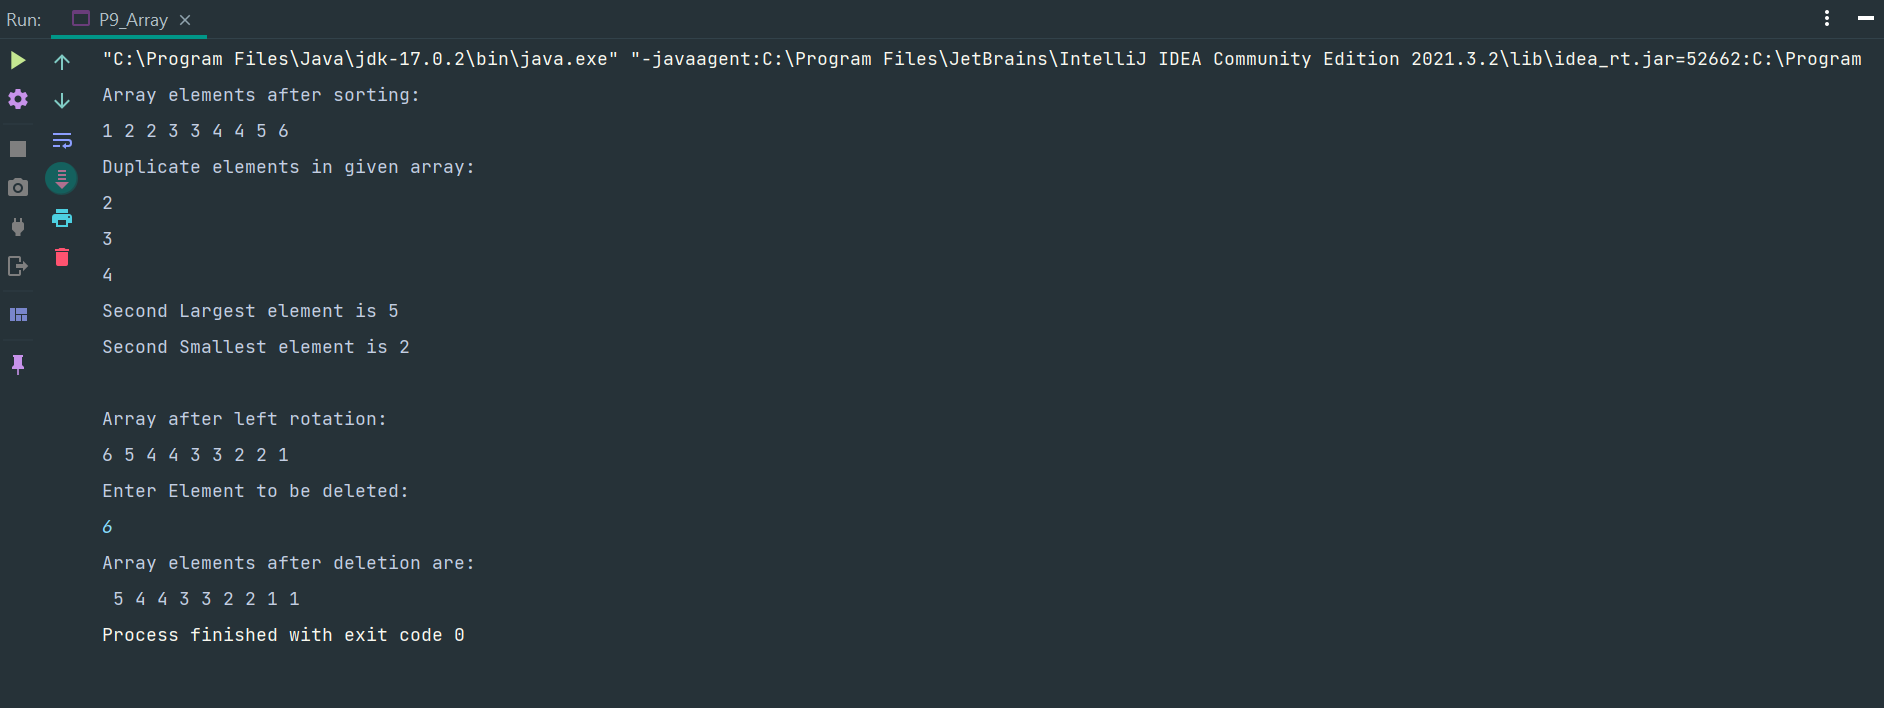 Run: P9_Array
"C:\Program Files\Java\jdk-17.0.2\bin\java.exe" "-javaagent:C:\Program Files\JetBrains\IntelliJ IDEA Community Edition 2021.3.2\lib\idea_rt.jar=52662:C:\Program
Array elements after sorting:
1 2 2 3 3 4 4 5 6
Duplicate elements in given array:
2
3
4
Second Largest element is 5
Second Smallest element is 2
Array after left rotation:
6 5 4 4 3 3 2 2 1
Enter Element to be deleted:
6
Array elements after deletion are:
5 4 4 3 3 2 2 1 1
Process finished with exit code 0